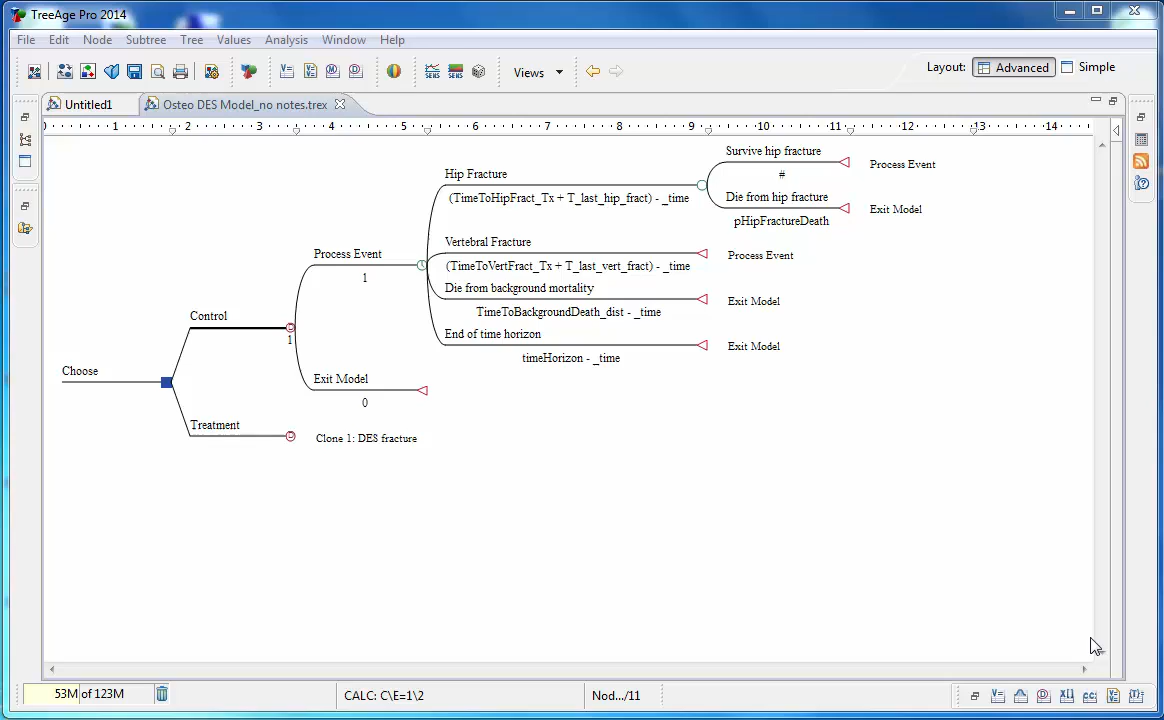 TreeAge Pro 2014
File Edit Node Subtree Tree Values Analysis Window Help
Views
Layout: Advanced Simple
Untitled1 Osteo DES Model_no notes.trex
1 2 3 4 5 6 7 8 9 10 11 12 13 14
Survive hip fracture
Process Event
#
Hip Fracture
(TimeToHipFract_Tx + T_last_hip_fract) - _time
Die from hip fracture
Exit Model
pHipFractureDeath
Vertebral Fracture
Process Event
(TimeToVertFract_Tx + T_last_vert_fract) - _time
Process Event
1
Die from background mortality
Exit Model
TimeToBackgroundDeath_dist - _time
Control
1
End of time horizon
Exit Model
timeHorizon - _time
Choose
Exit Model
0
Treatment
Clone 1: DES fracture
53M of 123M
CALC: C\E=1\2
Nod.../11